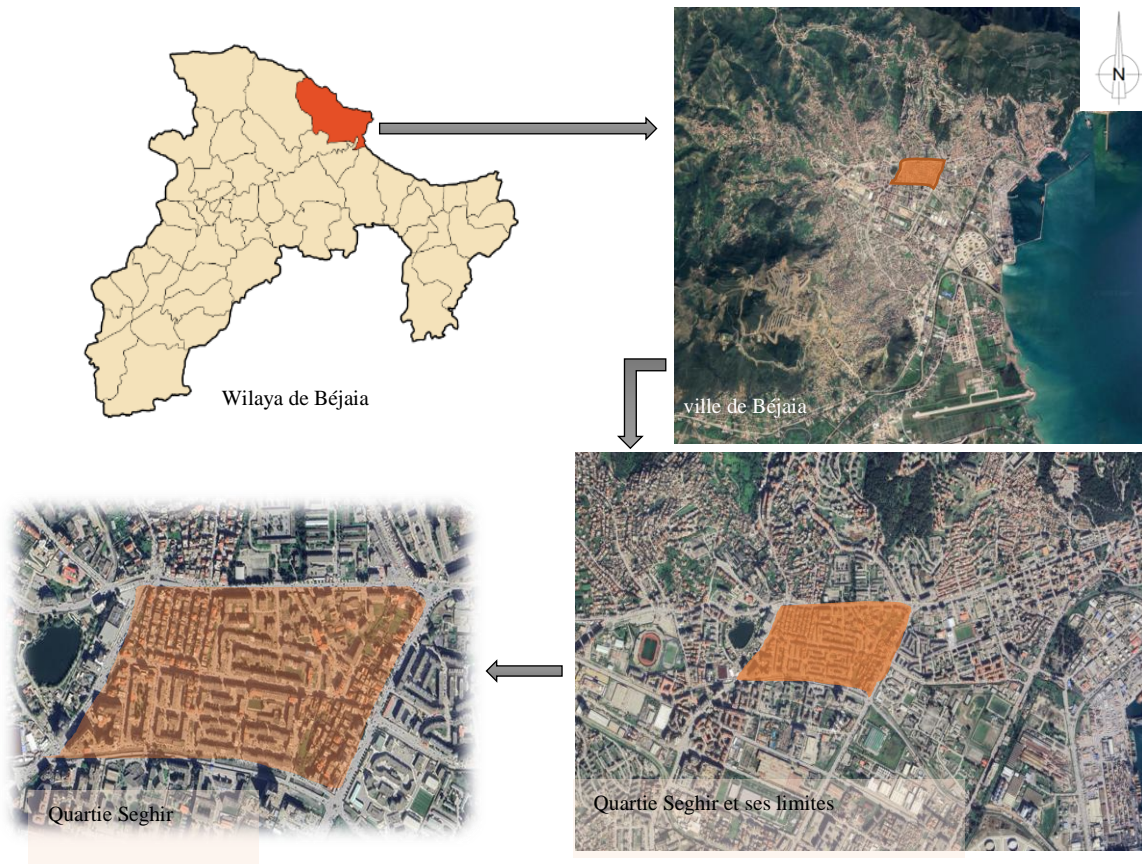 N
Wilaya de Béjaia
ville de Béjaia
Quartie Seghir
Quartie Seghir et ses limites